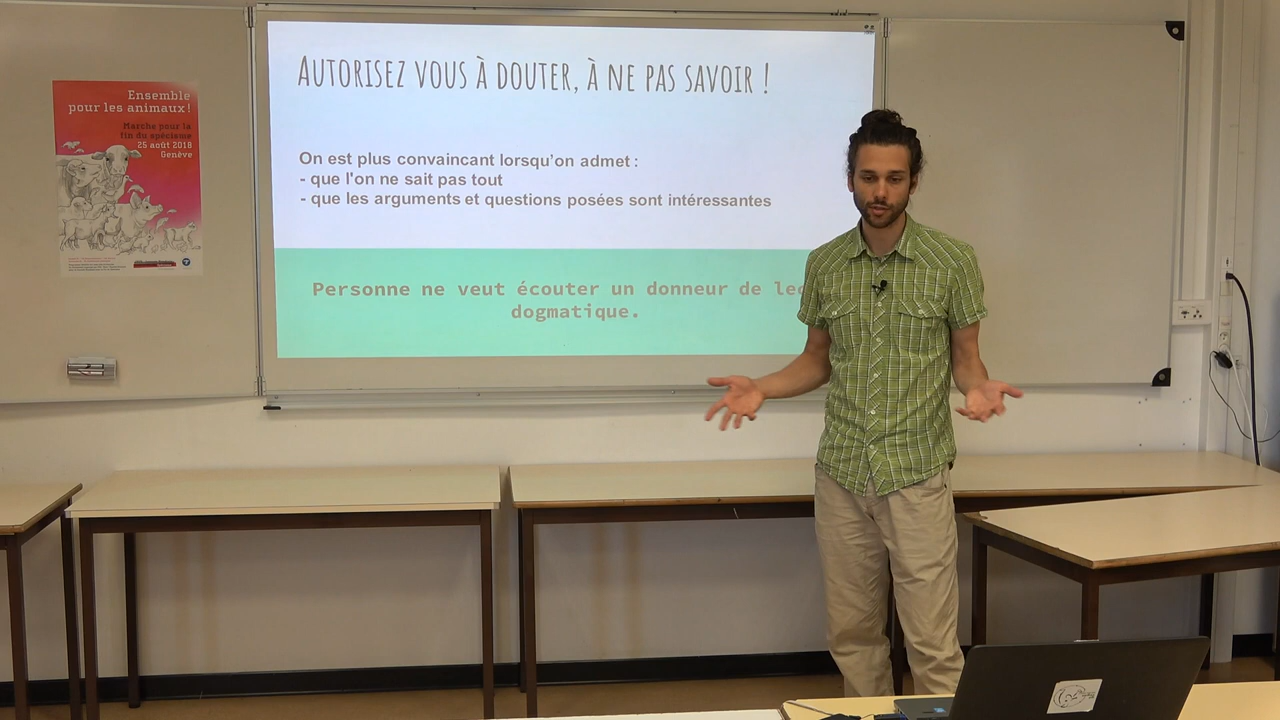 Ensemble
pour les animaux !
Marche pour la
fin du spécisme
25 août 2018
Genève
AUTORISEZ VOUS À DOUTER, À NE PAS SAVOIR !
On est plus convaincant lorsqu'on admet :
- que l'on ne sait pas tout
- que les arguments et questions posées sont intéressantes
Personne ne veut écouter un donneur de leç
dogmatique.